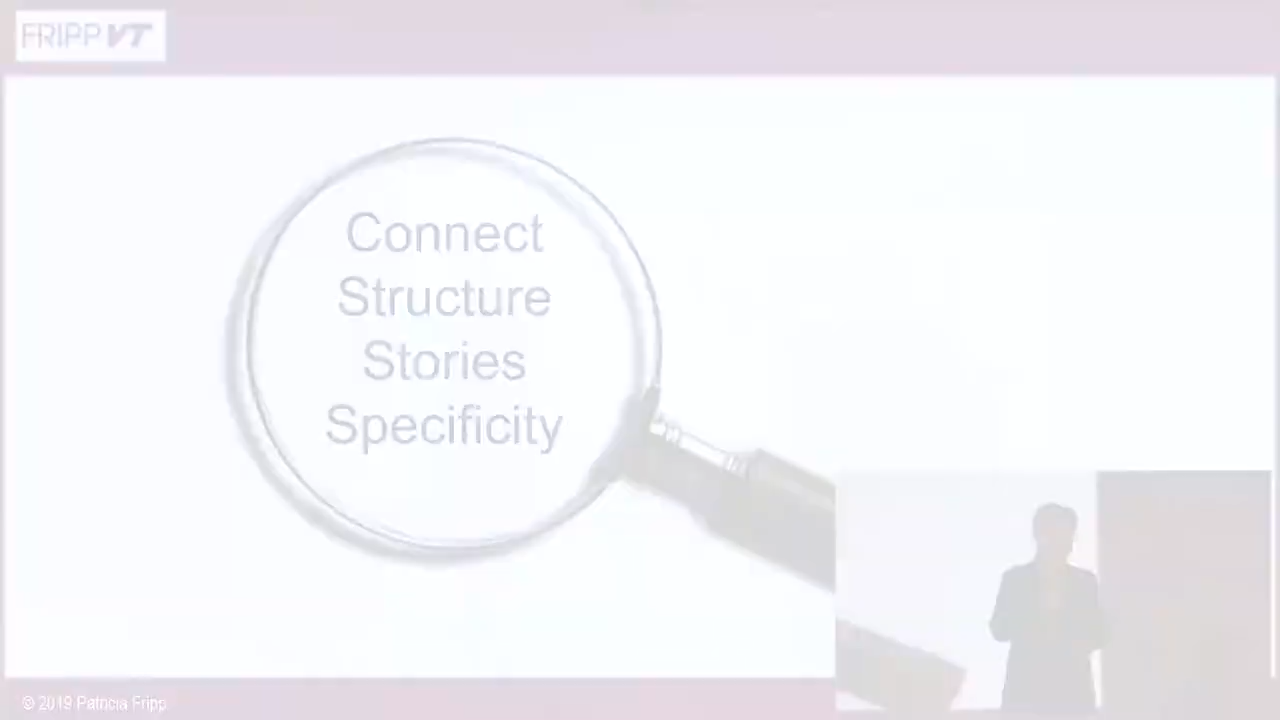 FRIPP VT
Connect
Structure
Stories
Specificity
© 2019 Patricia Fripp